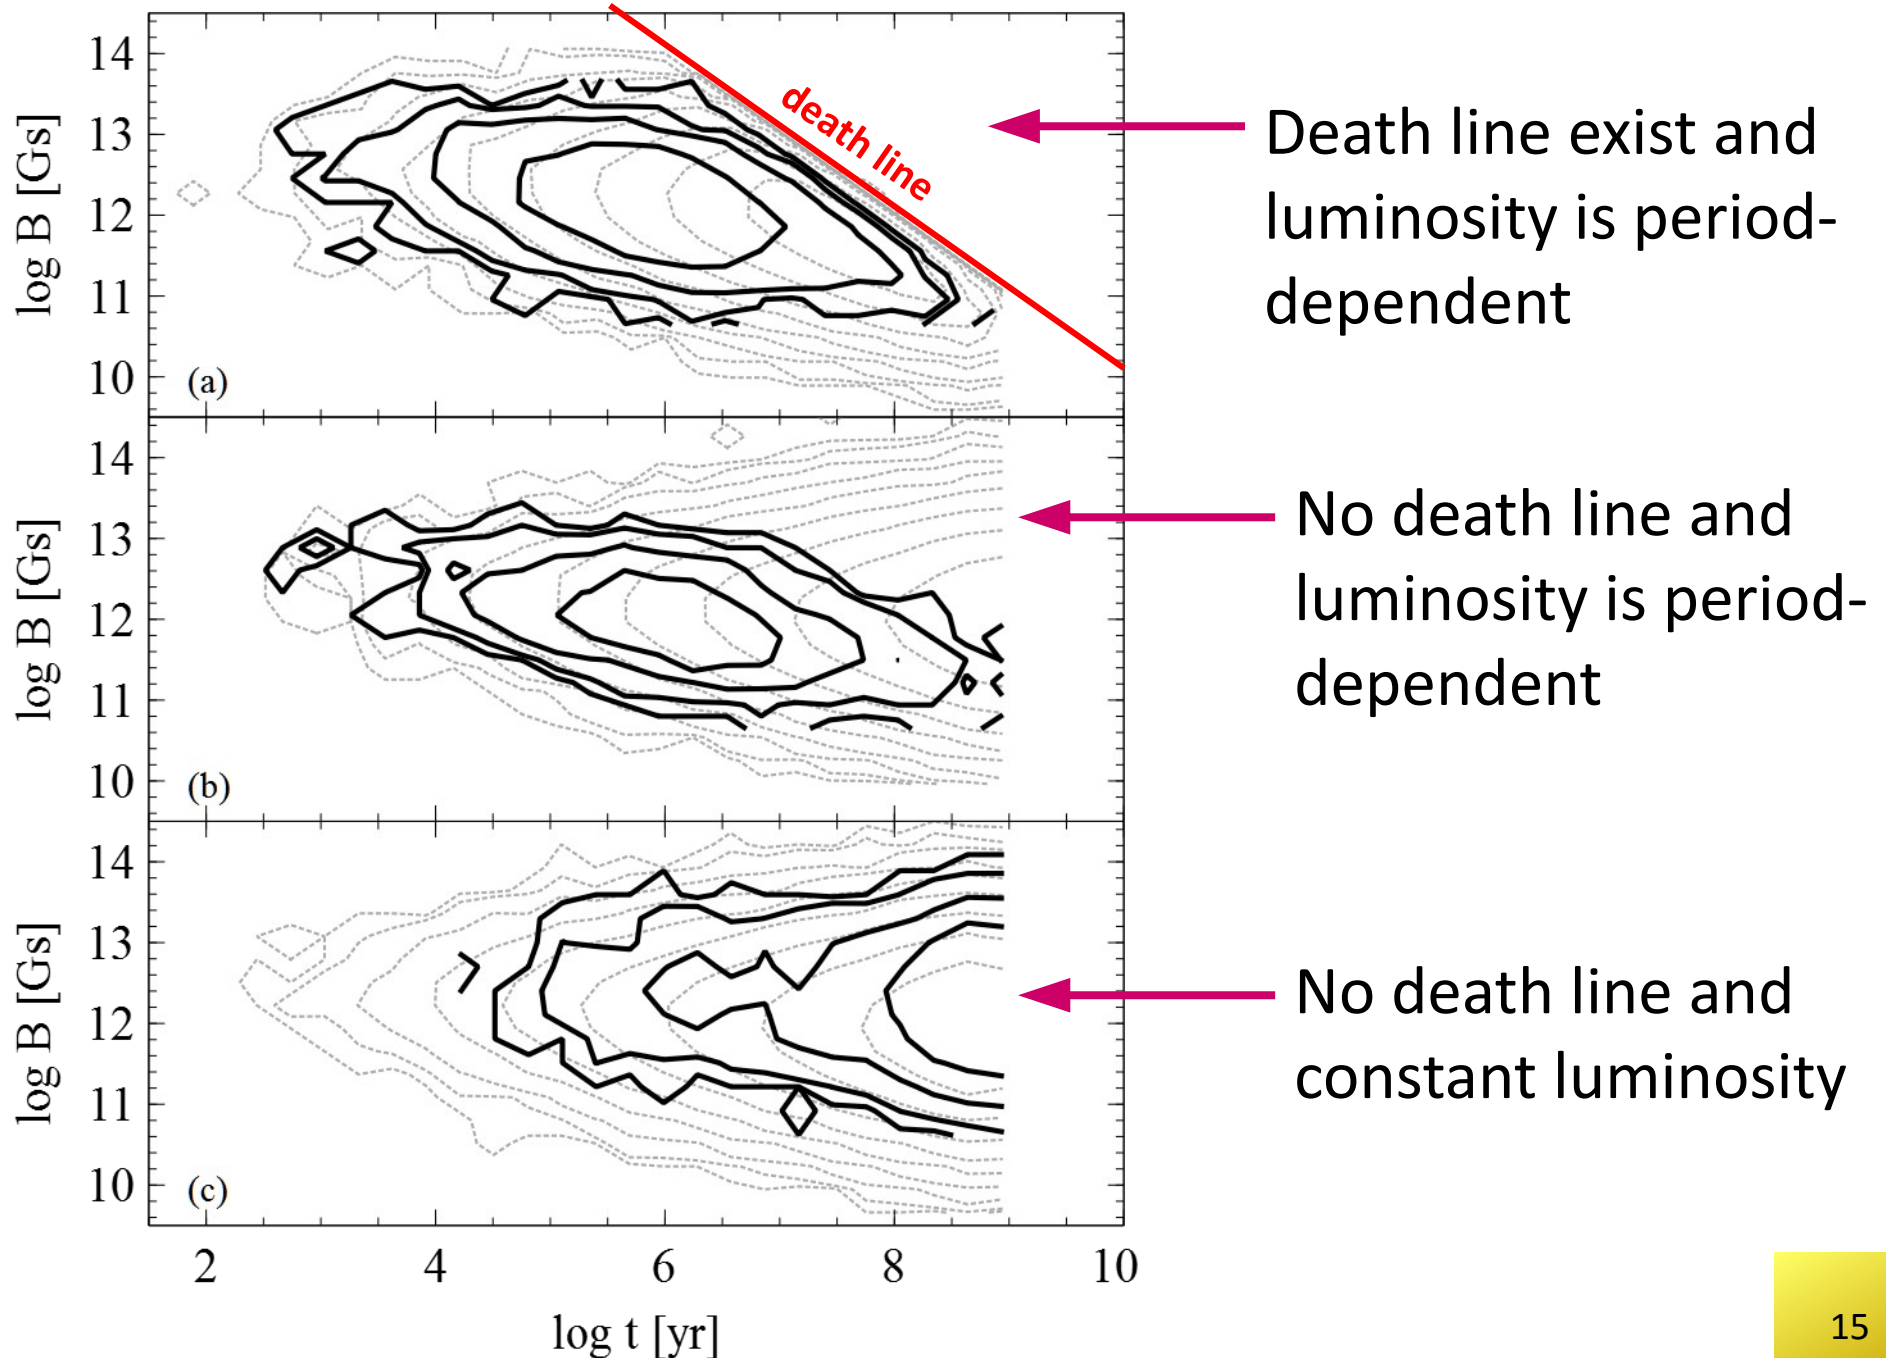 14
13
12
11
10
log B [Gs]
(a)
death line
Death line exist and
luminosity is period-
dependent
14
13
12
11
10
log B [Gs]
(b)
No death line and
luminosity is period-
dependent
14
13
12
11
10
log B [Gs]
(c)
No death line and
constant luminosity
2 4 6 8 10
log t [yr]
15